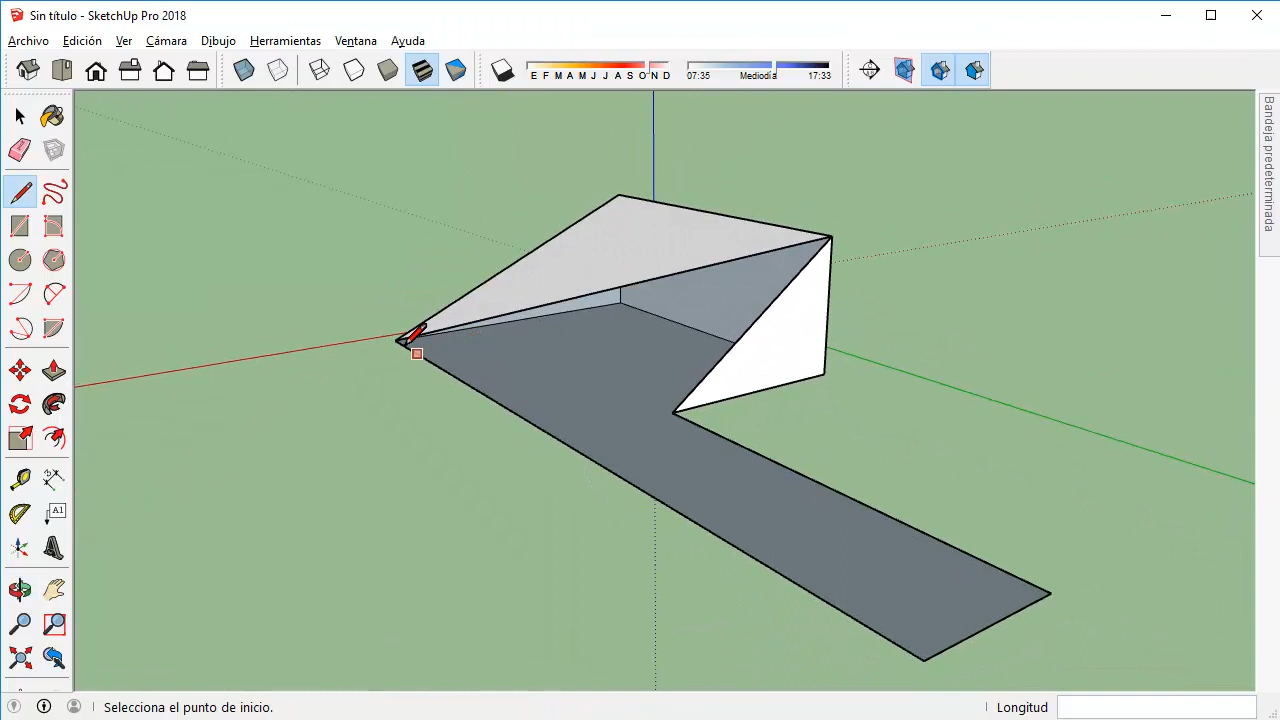 Sin título - SketchUp Pro 2018
Archivo Edición Ver Cámara Dibujo Herramientas Ventana Ayuda
E F M A M J J A S O N D
07:35 Mediodía 17:33
Bandeja predeterminada
A1
Selecciona el punto de inicio.
Longitud